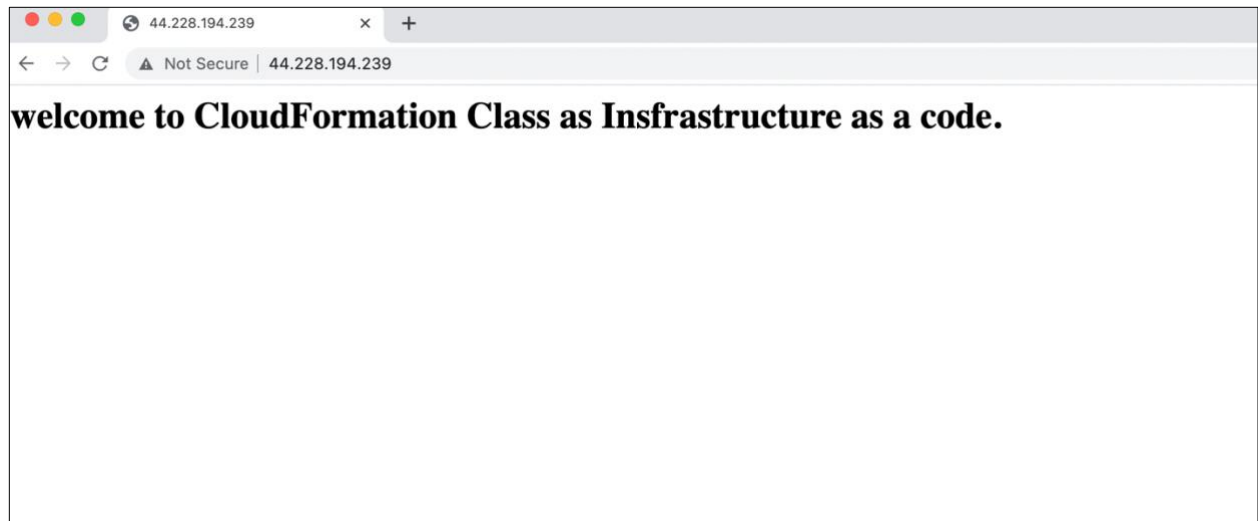 44.228.194.239
Not Secure | 44.228.194.239
welcome to CloudFormation Class as Insfrastructure as a code.